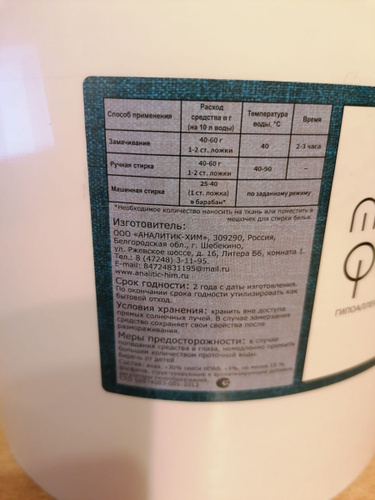 Способ применения Расход средства в г (на 10 л воды) Температура воды, °С Время
Замачивание 40-60 г 1-2 ст. ложки 40 2-3 часа
Ручная стирка 40-60 г 1-2 ст. ложки 40-90 –
Машинная стирка 25-40 (1 ст. ложка) в барабан* по заданному режиму
*Необходимое количество наносить на ткань или поместить в
мешочек для стирки белья.
Изготовитель:
ООО «АНАЛИТИК-ХИМ», 309290, Россия,
Белгородская обл., г. Шебекино,
ул. Ржевское шоссе, д. 16, Литера Б6, комната 1.
Тел.: 8 (47248) 3-11-95.
E-mail: 84724831195@mail.ru
www.analitic-him.ru
Срок годности: 2 года с даты изготовления.
По окончании срока годности утилизировать как
бытовой отход.
Условия хранения: хранить вне доступа
прямых солнечных лучей. В случае замерзания
средство сохраняет свои свойства после
размораживания.
Меры предосторожности: в случае
попадания средства в глаза, немедленно промыть
большим количеством проточной воды.
Беречь от детей
ГИПОАЛЛЕ